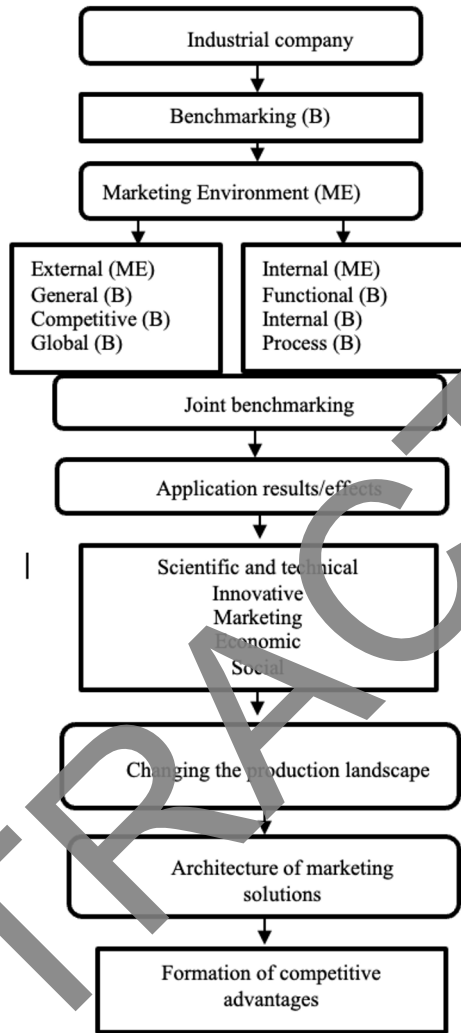 Industrial company
Benchmarking (B)
Marketing Environment (ME)
External (ME)
General (B)
Competitive (B)
Global (B)
Internal (ME)
Functional (B)
Internal (B)
Process (B)
Joint benchmarking
Application results/effects
Scientific and technical
Innovative
Marketing
Economic
Social
Changing the production landscape
Architecture of marketing
solutions
Formation of competitive
advantages
TRACT